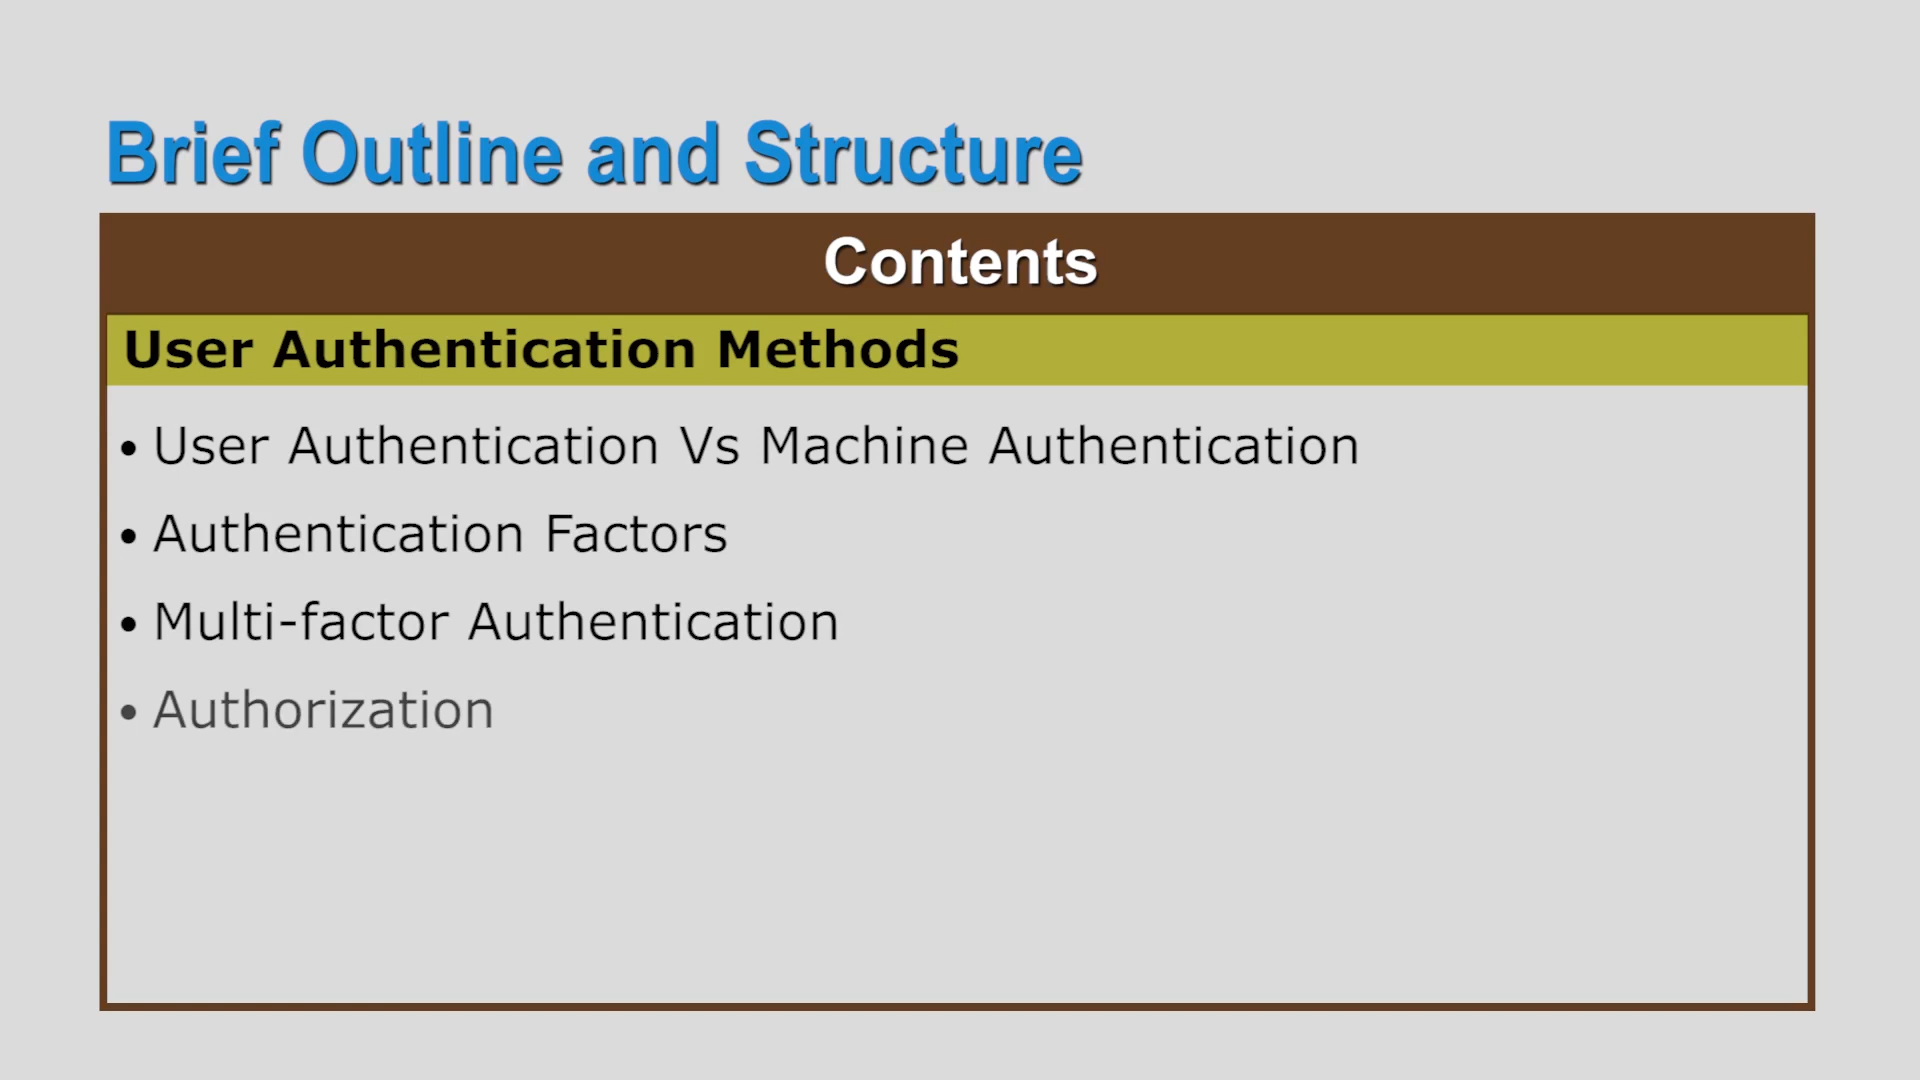 Brief Outline and Structure
Contents
User Authentication Methods
• User Authentication Vs Machine Authentication
• Authentication Factors
• Multi-factor Authentication
• Authorization